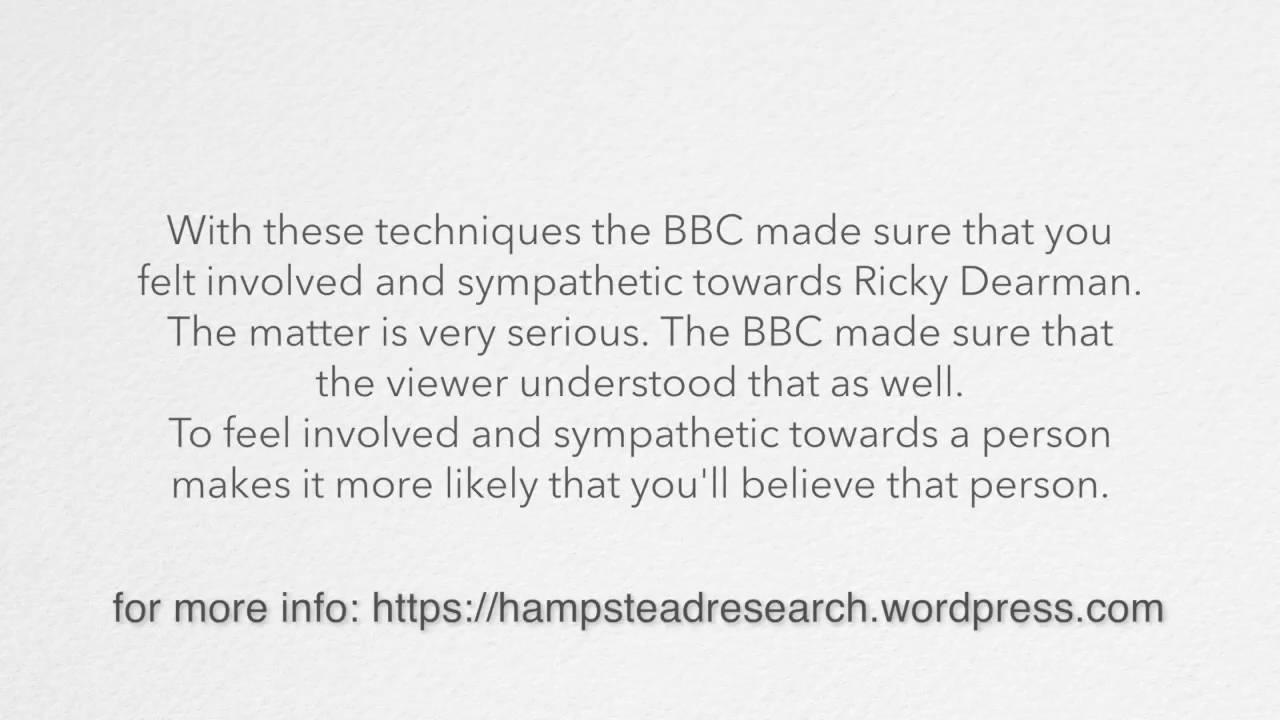 With these techniques the BBC made sure that you
felt involved and sympathetic towards Ricky Dearman.
The matter is very serious. The BBC made sure that
the viewer understood that as well.
To feel involved and sympathetic towards a person
makes it more likely that you'll believe that person.
for more info: https://hampsteadresearch.wordpress.com